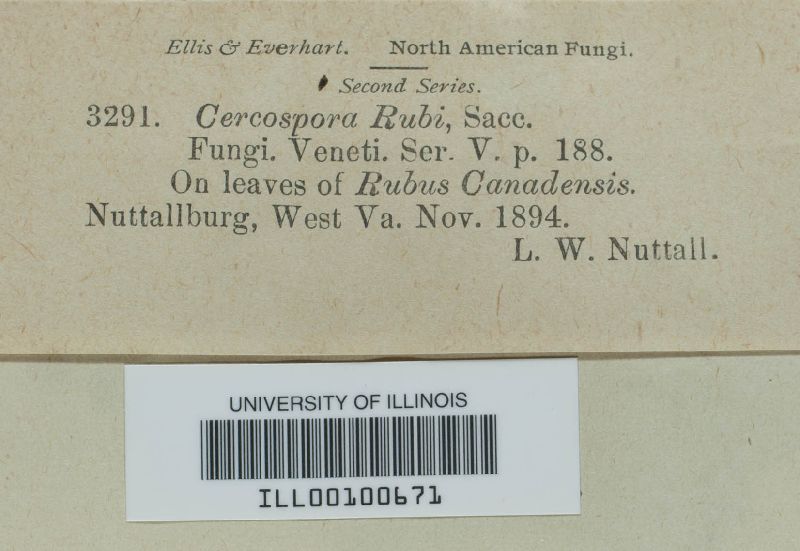 Ellis & Everhart. North American Fungi.
Second Series.
3291. Cercospora Rubi, Sacc.
Fungi. Veneti. Ser. V. p. 188.
On leaves of Rubus Canadensis.
Nuttallburg, West Va. Nov. 1894.
L. W. Nuttall.
UNIVERSITY OF ILLINOIS
ILL00100671